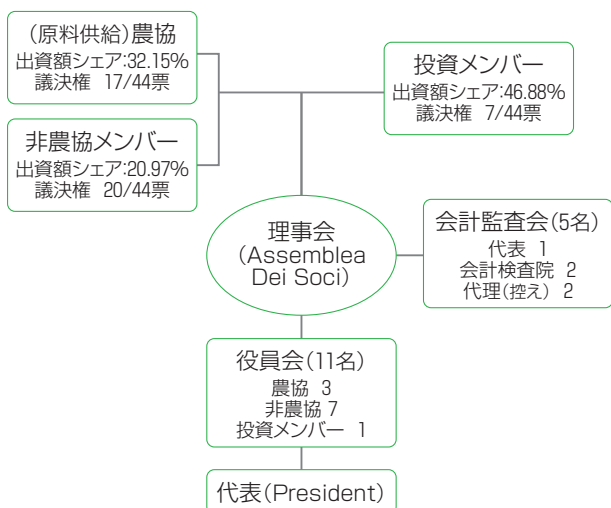 (原料供給)農協
出資額シェア:32.15%
議決権 17/44票
投資メンバー
出資額シェア:46.88%
議決権 7/44票
非農協メンバー
出資額シェア:20.97%
議決権 20/44票
理事会
(Assemblea
Dei Soci)
会計監査会(5名)
代表 1
会計検査院 2
代理(控え) 2
役員会(11名)
農協 3
非農協 7
投資メンバー 1
代表(President)